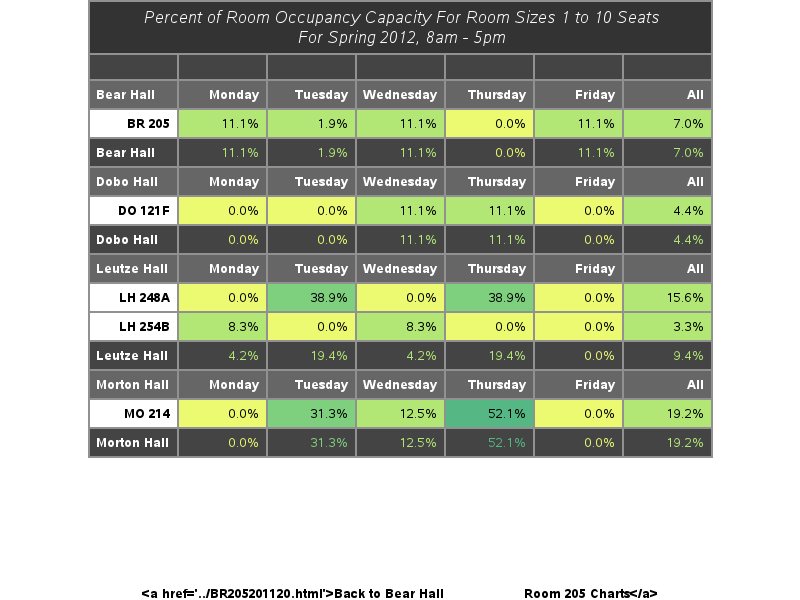 Percent of Room Occupancy Capacity For Room Sizes 1 to 10 Seats
For Spring 2012, 8am - 5pm
Bear Hall Monday Tuesday Wednesday Thursday Friday All
BR 205 11.1% 1.9% 11.1% 0.0% 11.1% 7.0%
Bear Hall 11.1% 1.9% 11.1% 0.0% 11.1% 7.0%
Dobo Hall Monday Tuesday Wednesday Thursday Friday All
DO 121F 0.0% 0.0% 11.1% 11.1% 0.0% 4.4%
Dobo Hall 0.0% 0.0% 11.1% 11.1% 0.0% 4.4%
Leutze Hall Monday Tuesday Wednesday Thursday Friday All
LH 248A 0.0% 38.9% 0.0% 38.9% 0.0% 15.6%
LH 254B 8.3% 0.0% 8.3% 0.0% 0.0% 3.3%
Leutze Hall 4.2% 19.4% 4.2% 19.4% 0.0% 9.4%
Morton Hall Monday Tuesday Wednesday Thursday Friday All
MO 214 0.0% 31.3% 12.5% 52.1% 0.0% 19.2%
Morton Hall 0.0% 31.3% 12.5% 52.1% 0.0% 19.2%
<a href='../BR205201120.html'>Back to Bear Hall Room 205 Charts</a>